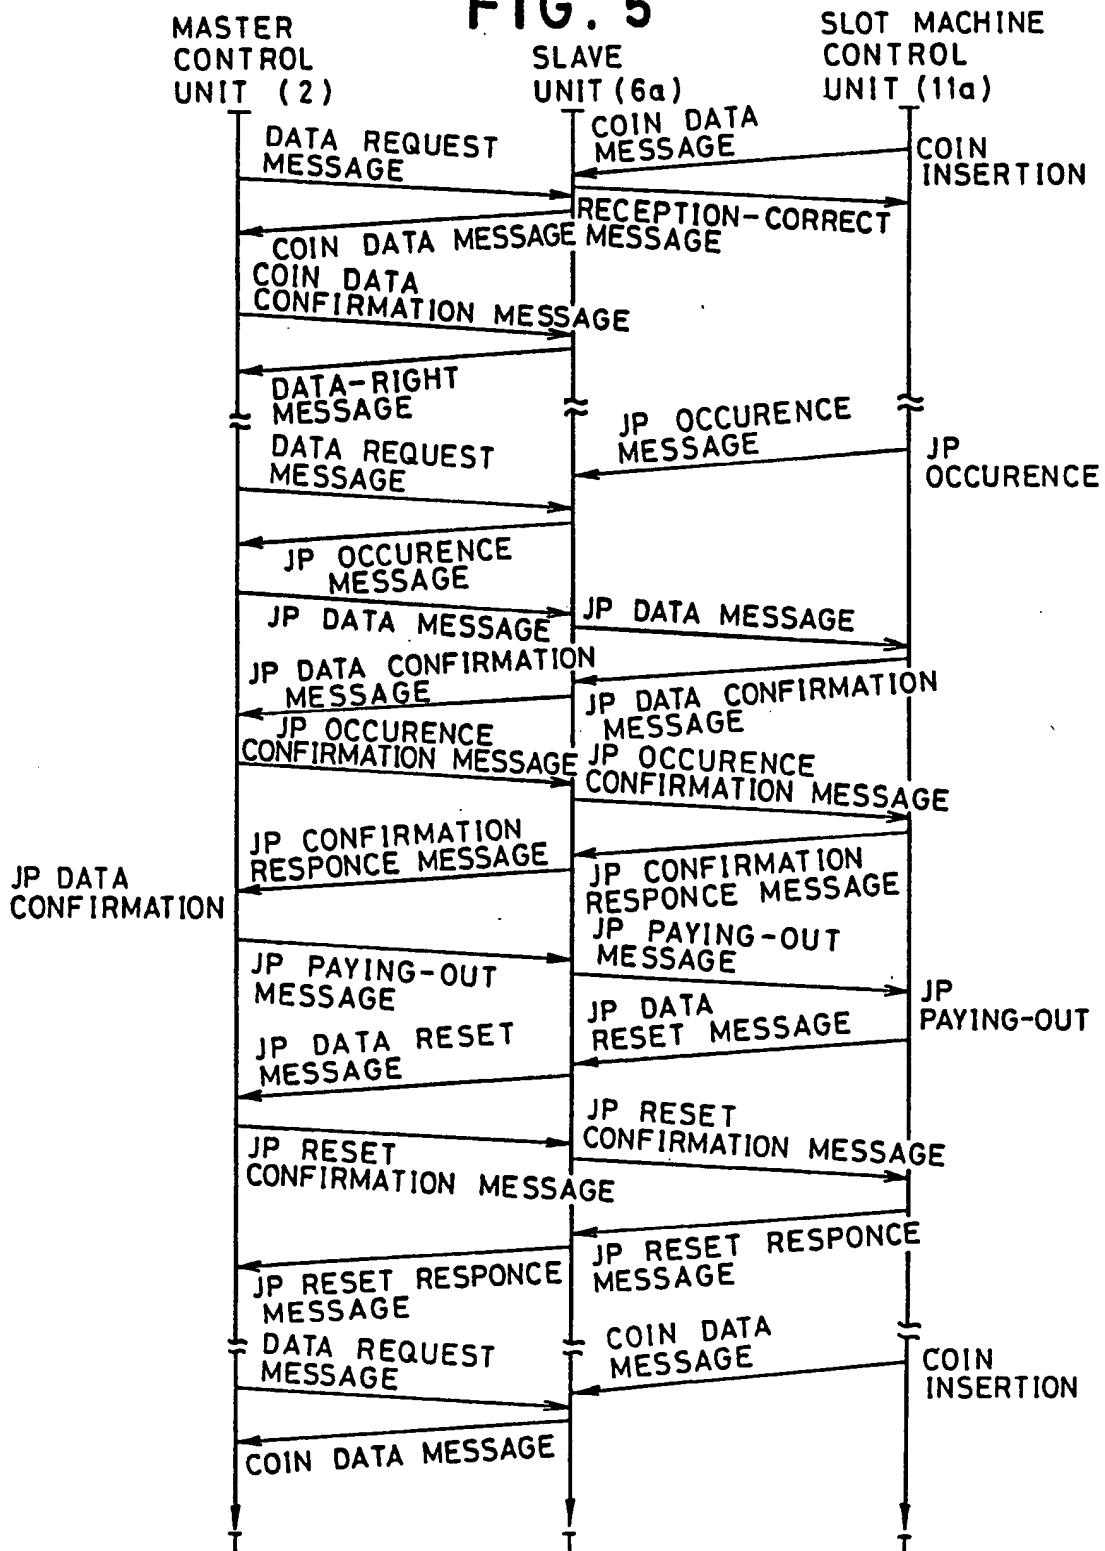 FIG. 5
MASTER
CONTROL
UNIT (2)
SLAVE
UNIT (6a)
SLOT MACHINE
CONTROL
UNIT (11a)
DATA REQUEST
MESSAGE
COIN DATA
MESSAGE
COIN
INSERTION
RECEPTION-CORRECT
MESSAGE
COIN DATA MESSAGE
COIN DATA
CONFIRMATION MESSAGE
DATA-RIGHT
MESSAGE
JP OCCURENCE
MESSAGE
JP
OCCURENCE
DATA REQUEST
MESSAGE
JP OCCURENCE
MESSAGE
JP DATA MESSAGE
JP DATA MESSAGE
JP DATA CONFIRMATION
MESSAGE
JP DATA CONFIRMATION
MESSAGE
JP OCCURENCE
CONFIRMATION MESSAGE
JP OCCURENCE
CONFIRMATION MESSAGE
JP CONFIRMATION
RESPONCE MESSAGE
JP CONFIRMATION
RESPONCE MESSAGE
JP DATA
CONFIRMATION
JP PAYING-OUT
MESSAGE
JP PAYING-OUT
MESSAGE
JP
PAYING-OUT
JP DATA
RESET MESSAGE
JP DATA RESET
MESSAGE
JP RESET
CONFIRMATION MESSAGE
JP RESET
CONFIRMATION MESSAGE
JP RESET RESPONCE
MESSAGE
JP RESET RESPONCE
MESSAGE
DATA REQUEST
MESSAGE
COIN DATA
MESSAGE
COIN
INSERTION
COIN DATA MESSAGE